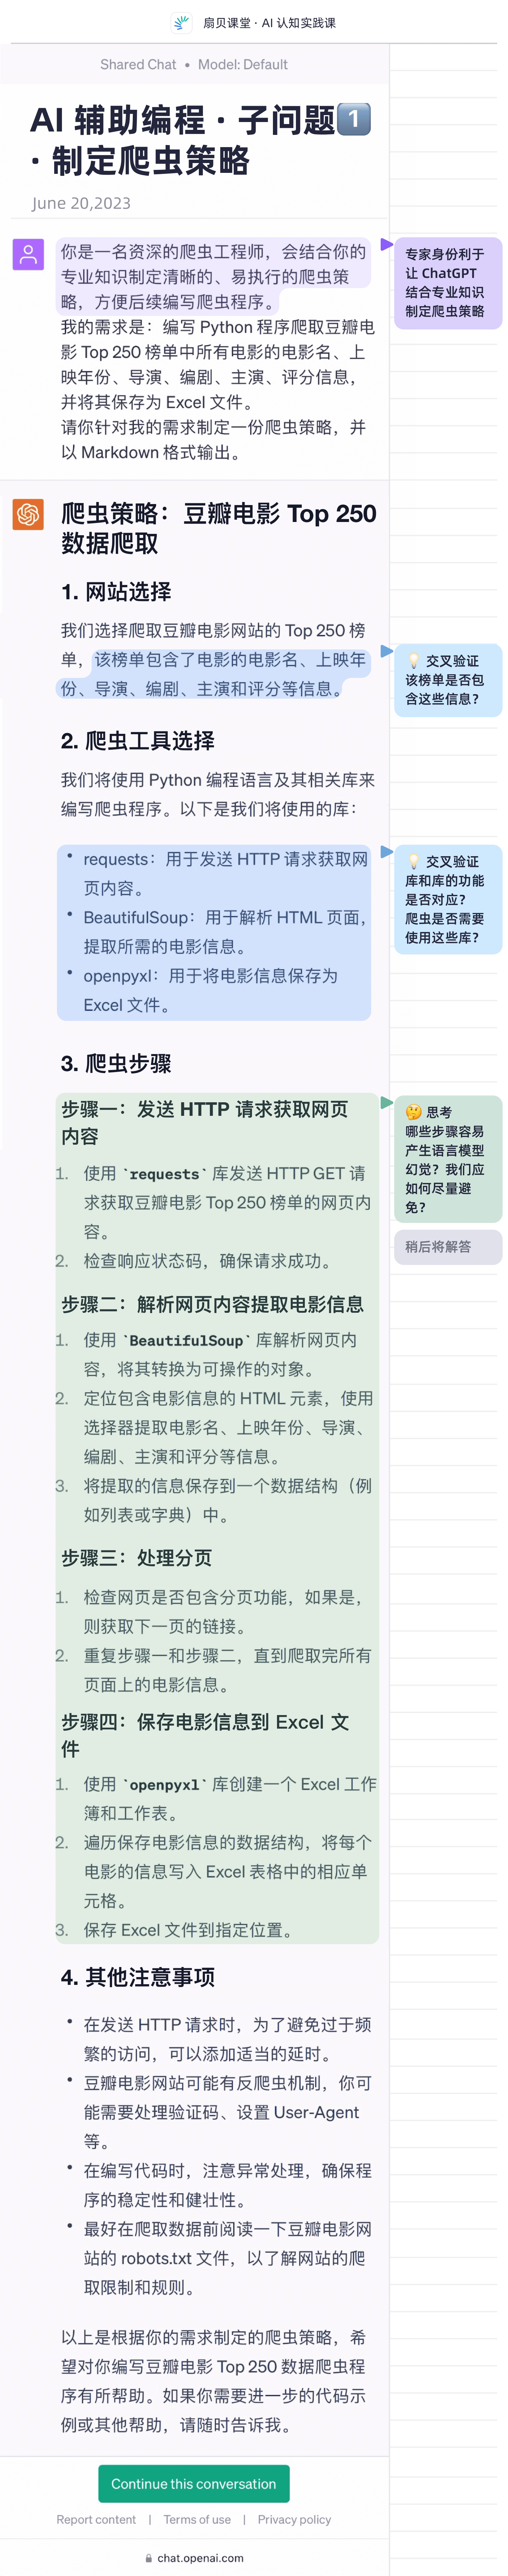 扇贝课堂 · AI 认知实践课
Shared Chat • Model: Default
AI 辅助编程 · 子问题1️⃣
· 制定爬虫策略
June 20,2023
你是一名资深的爬虫工程师，会结合你的
专业知识制定清晰的、易执行的爬虫策
略，方便后续编写爬虫程序。
我的需求是：编写 Python 程序爬取豆瓣电
影 Top 250 榜单中所有电影的电影名、上
映年份、导演、编剧、主演、评分信息，
并将其保存为 Excel 文件。
请你针对我的需求制定一份爬虫策略，并
以 Markdown 格式输出。
专家身份利于
让 ChatGPT
结合专业知识
制定爬虫策略
爬虫策略：豆瓣电影 Top 250
数据爬取
1. 网站选择
我们选择爬取豆瓣电影网站的 Top 250 榜
单，该榜单包含了电影的电影名、上映年
份、导演、编剧、主演和评分等信息。
💡 交叉验证
该榜单是否包
含这些信息？
2. 爬虫工具选择
我们将使用 Python 编程语言及其相关库来
编写爬虫程序。以下是我们将使用的库：
• requests：用于发送 HTTP 请求获取网
页内容。
• BeautifulSoup：用于解析 HTML 页面，
提取所需的电影信息。
• openpyxl：用于将电影信息保存为
Excel 文件。
💡 交叉验证
库和库的功能
是否对应？
爬虫是否需要
使用这些库？
3. 爬虫步骤
步骤一：发送 HTTP 请求获取网页
内容
1. 使用 `requests` 库发送 HTTP GET 请
求获取豆瓣电影 Top 250 榜单的网页内
容。
2. 检查响应状态码，确保请求成功。
🤔 思考
哪些步骤容易
产生语言模型
幻觉？我们应
如何尽量避
免？
稍后将解答
步骤二：解析网页内容提取电影信息
1. 使用 `BeautifulSoup` 库解析网页内
容，将其转换为可操作的对象。
2. 定位包含电影信息的 HTML 元素，使用
选择器提取电影名、上映年份、导演、
编剧、主演和评分等信息。
3. 将提取的信息保存到一个数据结构（例
如列表或字典）中。
步骤三：处理分页
1. 检查网页是否包含分页功能，如果是，
则获取下一页的链接。
2. 重复步骤一和步骤二，直到爬取完所有
页面上的电影信息。
步骤四：保存电影信息到 Excel 文
件
1. 使用 `openpyxl` 库创建一个 Excel 工作
簿和工作表。
2. 遍历保存电影信息的数据结构，将每个
电影的信息写入 Excel 表格中的相应单
元格。
3. 保存 Excel 文件到指定位置。
4. 其他注意事项
• 在发送 HTTP 请求时，为了避免过于频
繁的访问，可以添加适当的延时。
• 豆瓣电影网站可能有反爬虫机制，你可
能需要处理验证码、设置 User-Agent
等。
• 在编写代码时，注意异常处理，确保程
序的稳定性和健壮性。
• 最好在爬取数据前阅读一下豆瓣电影网
站的 robots.txt 文件，以了解网站的爬
取限制和规则。
以上是根据你的需求制定的爬虫策略，希
望对你编写豆瓣电影 Top 250 数据爬虫程
序有所帮助。如果你需要进一步的代码示
例或其他帮助，请随时告诉我。
Continue this conversation
Report content | Terms of use | Privacy policy
chat.openai.com